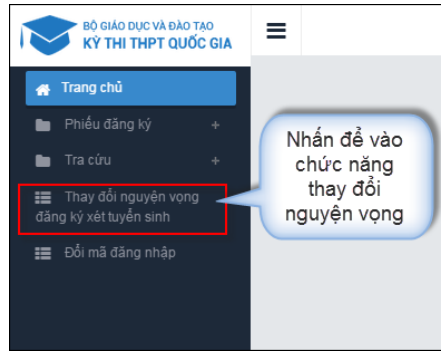 BỘ GIÁO DỤC VÀ ĐÀO TẠO
KỲ THI THPT QUỐC GIA
Trang chủ
Phiếu đăng ký +
Tra cứu +
Thay đổi nguyện vọng
đăng ký xét tuyển sinh
Đổi mã đăng nhập
Nhấn để vào
chức năng
thay đổi
nguyện vọng